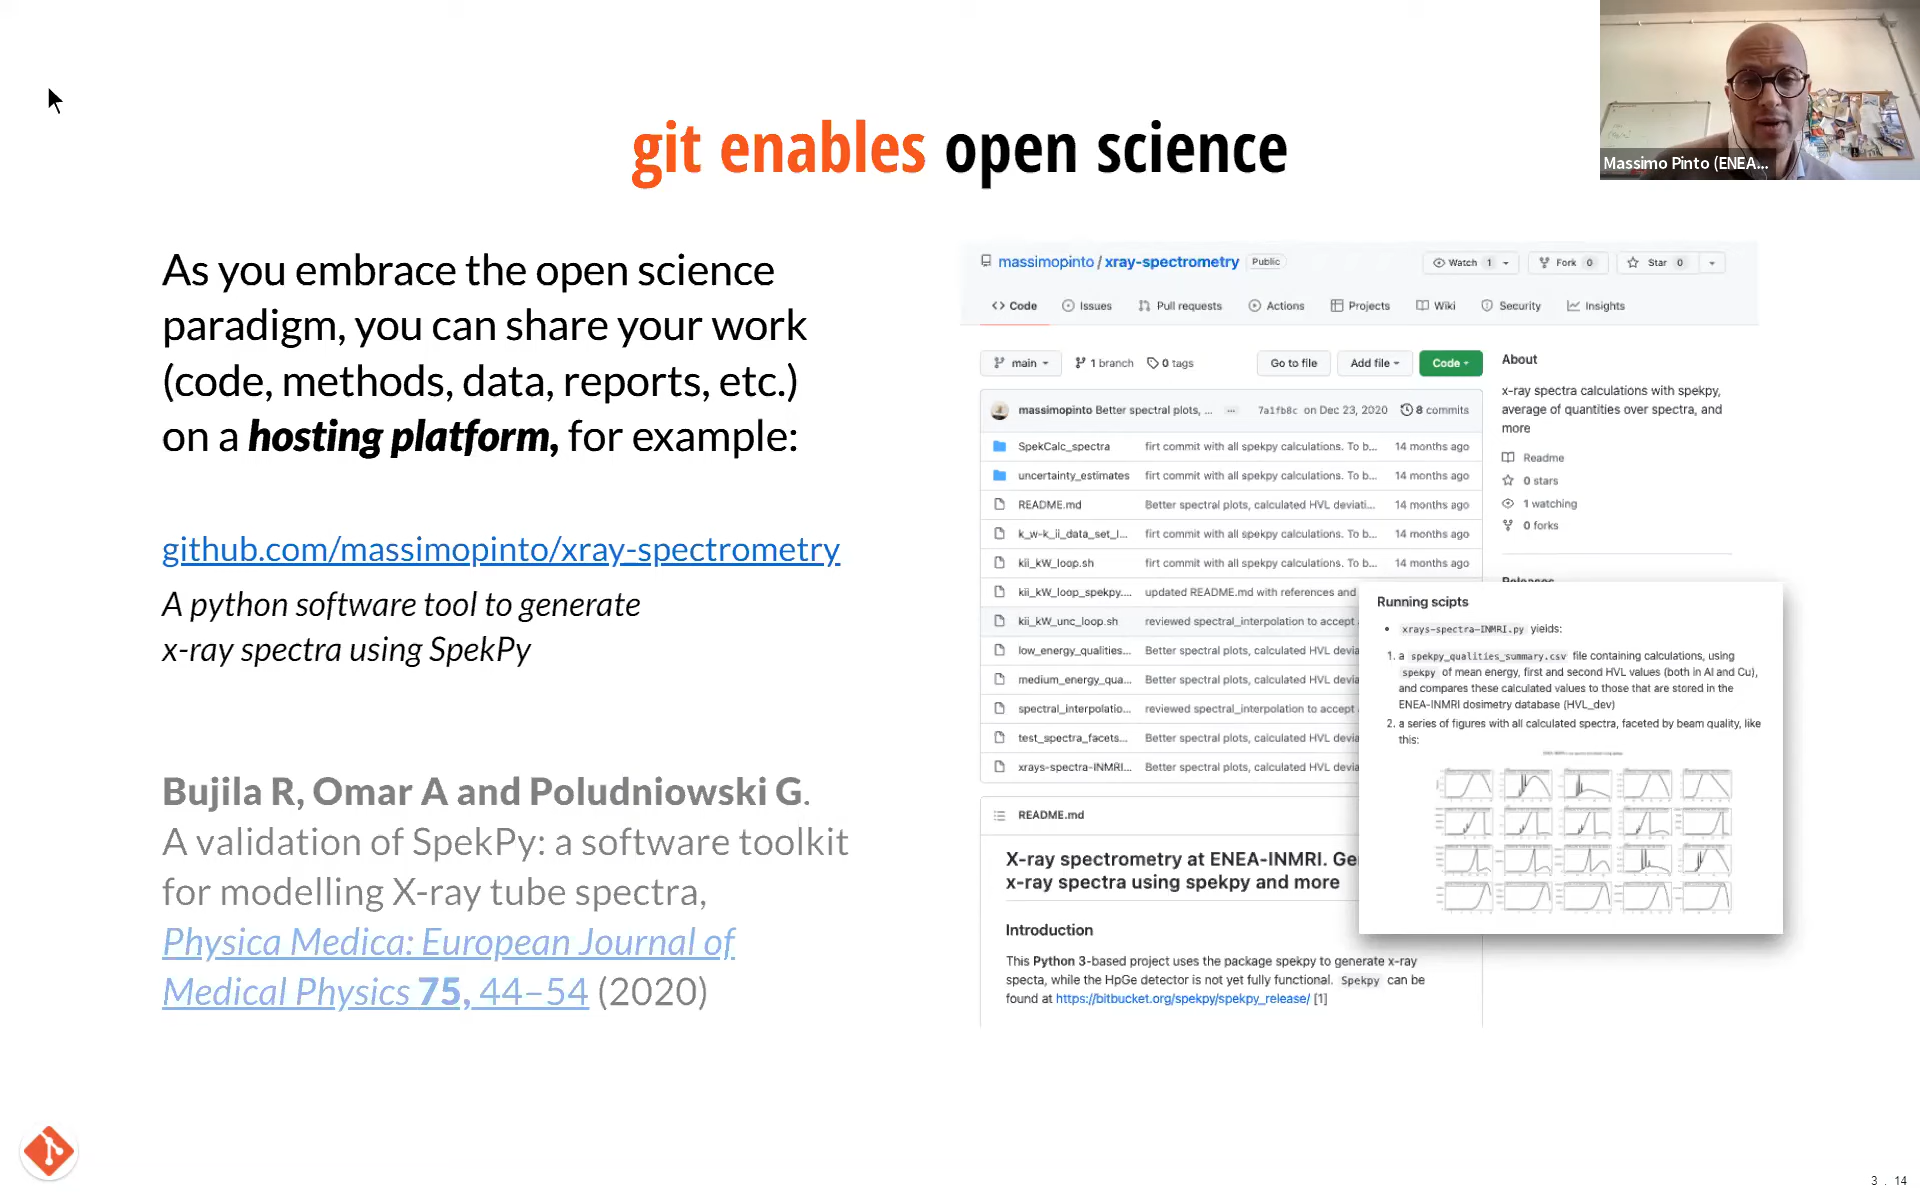 Massimo Pinto (ENEA...
git enables open science
As you embrace the open science
paradigm, you can share your work
(code, methods, data, reports, etc.)
on a hosting platform, for example:
github.com/massimopinto/xray-spectrometry
A python software tool to generate
x-ray spectra using SpekPy
Bujila R, Omar A and Poludniowski G.
A validation of SpekPy: a software toolkit
for modelling X-ray tube spectra,
Physica Medica: European Journal of
Medical Physics 75, 44–54 (2020)
massimopinto / xray-spectrometry Public
Watch 1 Fork 0 Star 0
Code Issues Pull requests Actions Projects Wiki Security Insights
main 1 branch 0 tags Go to file Add file Code
massimopinto Better spectral plots, ... 7a1fb8c on Dec 23, 2020 8 commits
SpekCalc_spectra firt commit with all spekpy calculations. To b... 14 months ago
uncertainty_estimates firt commit with all spekpy calculations. To b... 14 months ago
README.md Better spectral plots, calculated HVL deviati... 14 months ago
k_w-k_ii_data_set_l... firt commit with all spekpy calculations. To b... 14 months ago
kii_kW_loop.sh firt commit with all spekpy calculations. To b... 14 months ago
kii_kW_loop_spekpy.... updated README.md with references and
kii_kW_unc_loop.sh reviewed spectral_interpolation to accept
low_energy_qualities... Better spectral plots, calculated HVL devia
medium_energy_qua... Better spectral plots, calculated HVL devia
spectral_interpolatio... reviewed spectral_interpolation to accept
test_spectra_facets... Better spectral plots, calculated HVL devia
xrays-spectra-INMRI... Better spectral plots, calculated HVL devia
README.md
X-ray spectrometry at ENEA-INMRI. Ge
x-ray spectra using spekpy and more
Introduction
This Python 3-based project uses the package spekpy to generate x-ray
specta, while the HpGe detector is not yet fully functional. Spekpy can be
found at https://bitbucket.org/spekpy/spekpy_release/ [1]
About
x-ray spectra calculations with spekpy,
average of quantities over spectra, and
more
Readme
0 stars
1 watching
0 forks
Releases
Running scipts
• xrays-spectra-INMRI.py yields:
1. a spekpy_qualities_summary.csv file containing calculations, using
spekpy of mean energy, first and second HVL values (both in Al and Cu),
and compares these calculated values to those that are stored in the
ENEA-INMRI dosimetry database (HVL_dev)
2. a series of figures with all calculated spectra, faceted by beam quality, like
this:
3 . 14